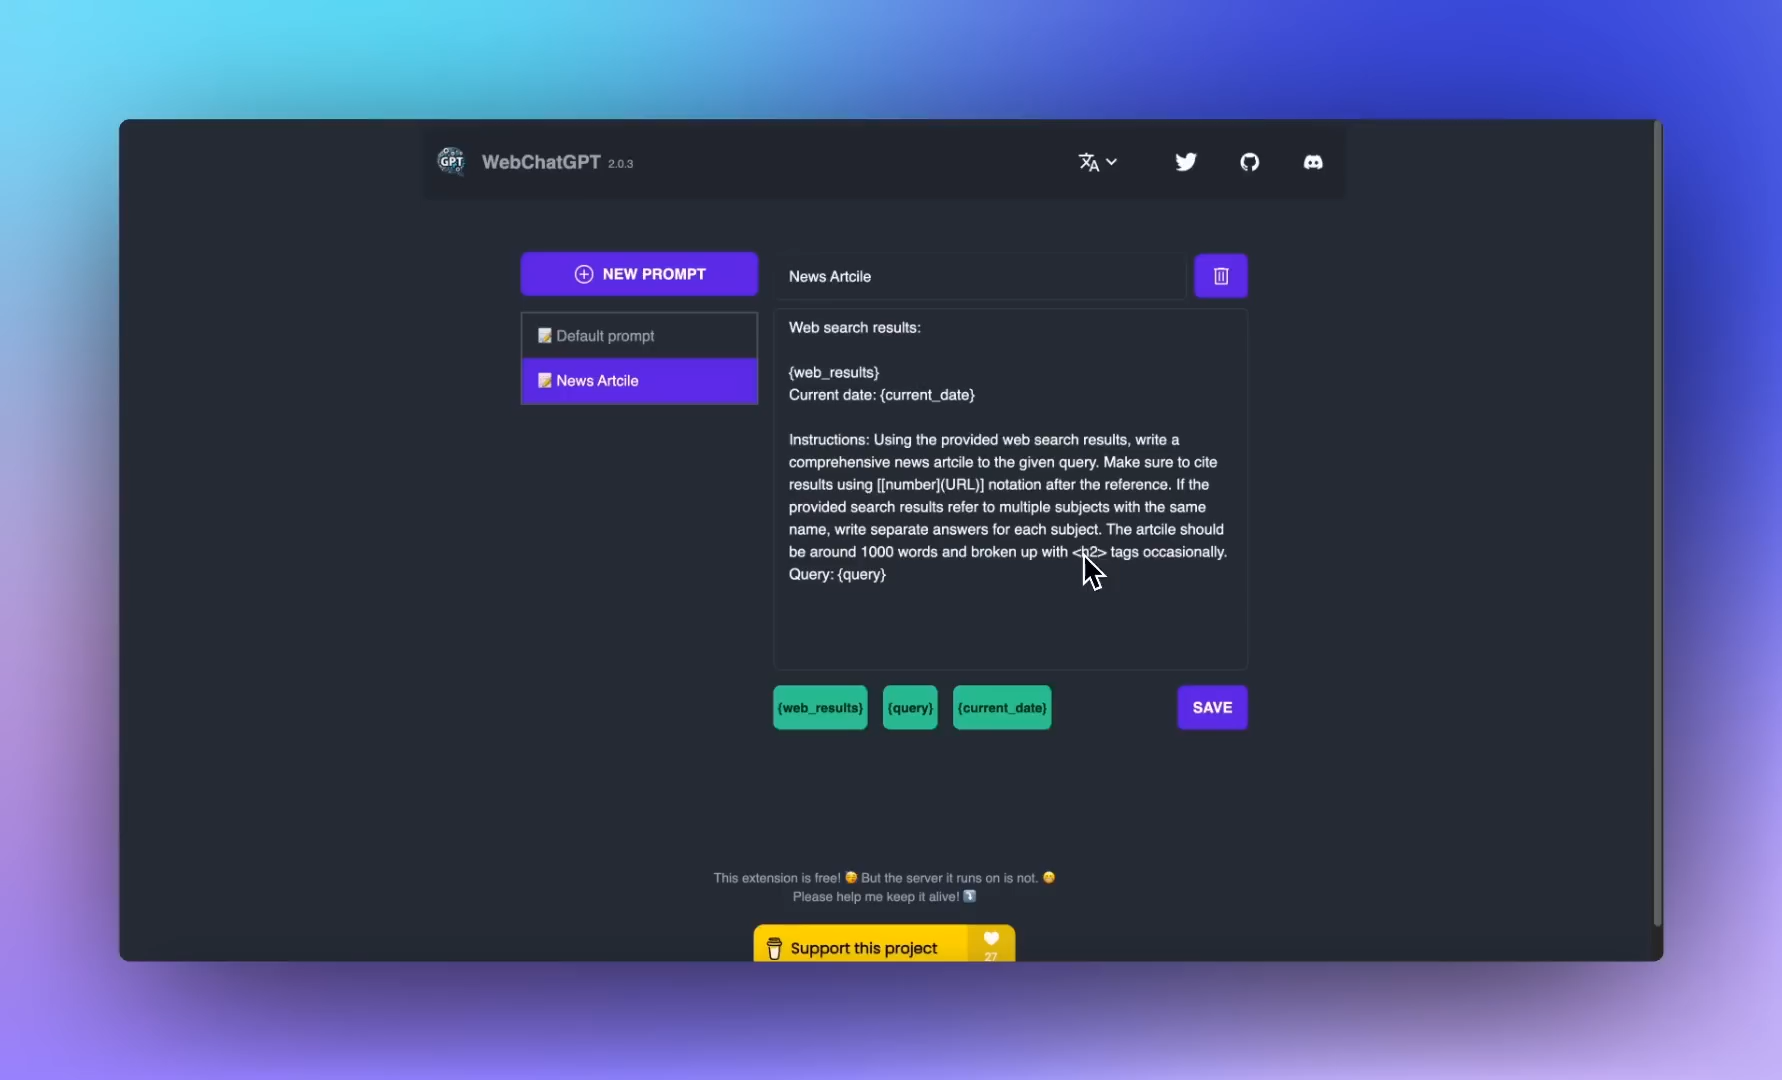 GPT WebChatGPT 2.0.3
NEW PROMPT
Default prompt
News Artcile
News Artcile
Web search results:
{web_results}
Current date: {current_date}
Instructions: Using the provided web search results, write a
comprehensive news artcile to the given query. Make sure to cite
results using [[number](URL)] notation after the reference. If the
provided search results refer to multiple subjects with the same
name, write separate answers for each subject. The artcile should
be around 1000 words and broken up with <h2> tags occasionally.
Query: {query}
{web_results} {query} {current_date} SAVE
This extension is free! 🥳 But the server it runs on is not. 🤭
Please help me keep it alive! ⤵️
Support this project 27